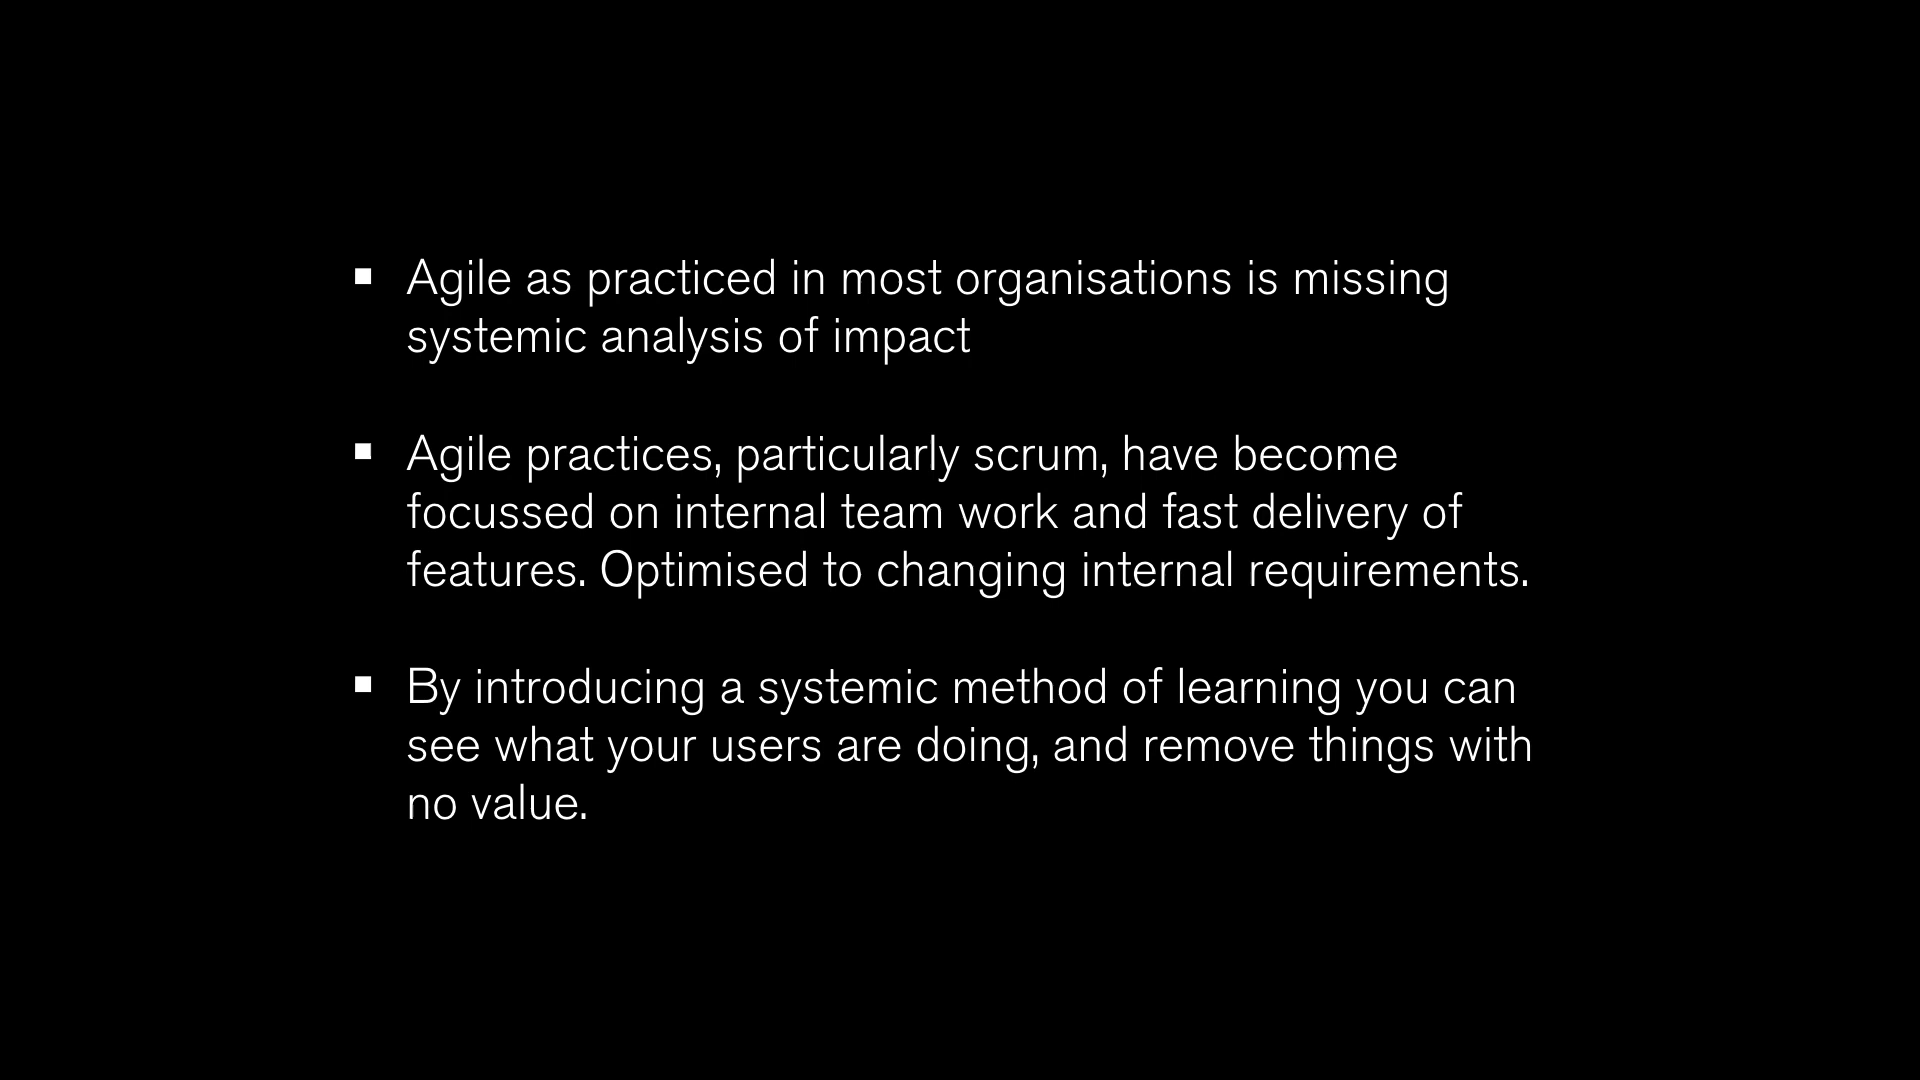 ▪ Agile as practiced in most organisations is missing
systemic analysis of impact
▪ Agile practices, particularly scrum, have become
focussed on internal team work and fast delivery of
features. Optimised to changing internal requirements.
▪ By introducing a systemic method of learning you can
see what your users are doing, and remove things with
no value.